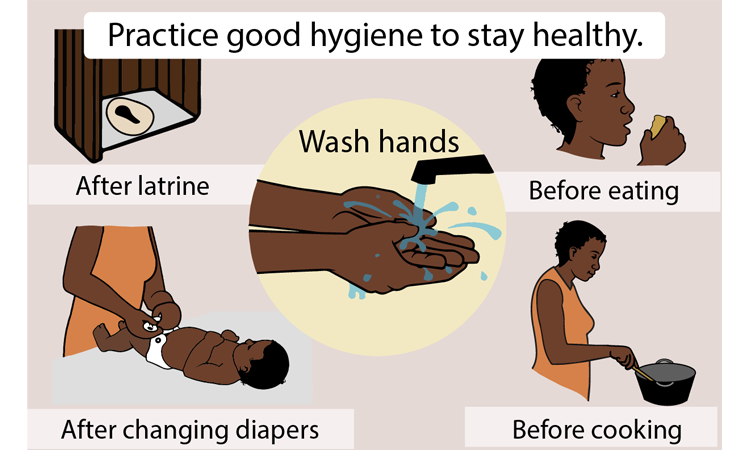 Practice good hygiene to stay healthy.
Wash hands
After latrine
Before eating
After changing diapers
Before cooking